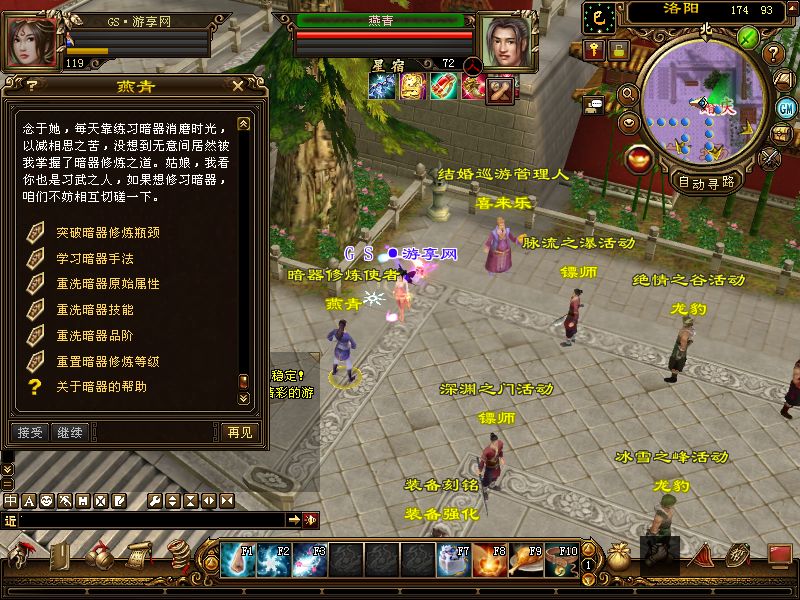 GS·游享网
119
燕青
星宿
72
洛阳
174 93
北
GM
自动寻路
燕青
念于她，每天靠练习暗器消磨时光，
以减相思之苦，没想到无意间居然被
我掌握了暗器修炼之道。姑娘，我看
你也是习武之人，如果想修习暗器，
咱们不妨相互切磋一下。
突破暗器修炼瓶颈
学习暗器手法
重洗暗器原始属性
重洗暗器技能
重洗暗器品阶
重置暗器修炼等级
关于暗器的帮助
接受
继续
再见
结婚巡游管理人
喜来乐
GS
游享网
脉流之瀑活动
镖师
暗器修炼使者
燕青
绝情之谷活动
龙豹
稳定!
精彩的游
深渊之门活动
镖师
冰雪之峰活动
龙豹
装备刻铭
装备强化
中
A
近
F1
F2
F3
F7
F8
F9
F10
1